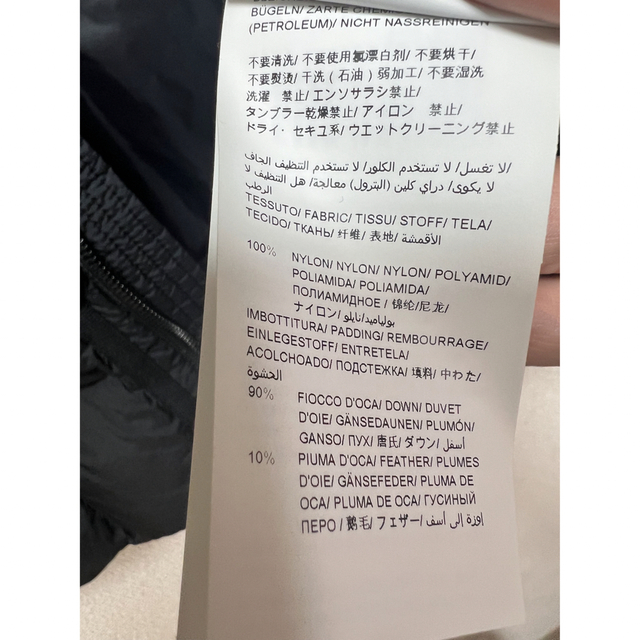 BÜGELN/ ZARTE CHEM
(PETROLEUM)/ NICHT NASSREINIGEN
不要清洗/ 不要使用氯漂白剂/ 不要烘干/
不要熨烫/ 干洗 ( 石油 ) 弱加工/ 不要湿洗
洗濯 禁止/ エンソサラシ 禁止/
タンブラー乾燥禁止/ アイロン 禁止/
ドライ・セキユ系/ ウエットクリーニング禁止
لا تغسل/ لا تستخدم الكلور/ لا تستخدم التنظيف الجاف/
لا يكوى/ دراي كلين (البترول) معالجة/ هل التنظيف لا
الرطب
TESSUTO/ FABRIC/ TISSU/ STOFF/ TELA/
TECIDO/ ТКАНЬ/ 纤维/ 表地/ الأقمشة/
100% NYLON/ NYLON/ NYLON/ POLYAMID/
POLIAMIDA/ POLIAMIDA/
ПОЛИАМИДНОЕ / 锦纶/ 尼龙/
ナイロン/ بولياميد/ نايلو/
IMBOTTITURA/ PADDING/ REMBOURRAGE/
EINLEGESTOFF/ ENTRETELA/
ACOLCHOADO/ ПОДСТЕЖКА/ 填料/ 中わた/
الحشوة
90% FIOCCO D'OCA/ DOWN/ DUVET
D'OIE/ GÄNSEDAUNEN/ PLUMÓN/
GANSO/ ПУХ/ 唐氏/ ダウン/ أسفل/
10% PIUMA D'OCA/ FEATHER/ PLUMES
D'OIE/ GÄNSEFEDER/ PLUMA DE
OCA/ PLUMA DE OCA/ ГУСИНЫЙ
ПЕРО / 鹅毛/ フェザー/ اوزة إلى أسف/